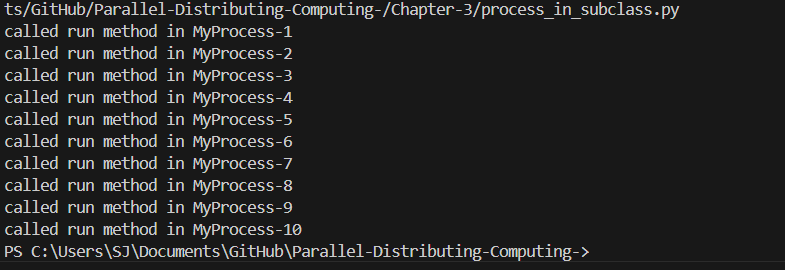 ts/GitHub/Parallel-Distributing-Computing-/Chapter-3/process_in_subclass.py
called run method in MyProcess-1
called run method in MyProcess-2
called run method in MyProcess-3
called run method in MyProcess-4
called run method in MyProcess-5
called run method in MyProcess-6
called run method in MyProcess-7
called run method in MyProcess-8
called run method in MyProcess-9
called run method in MyProcess-10
PS C:\Users\SJ\Documents\GitHub\Parallel-Distributing-Computing->